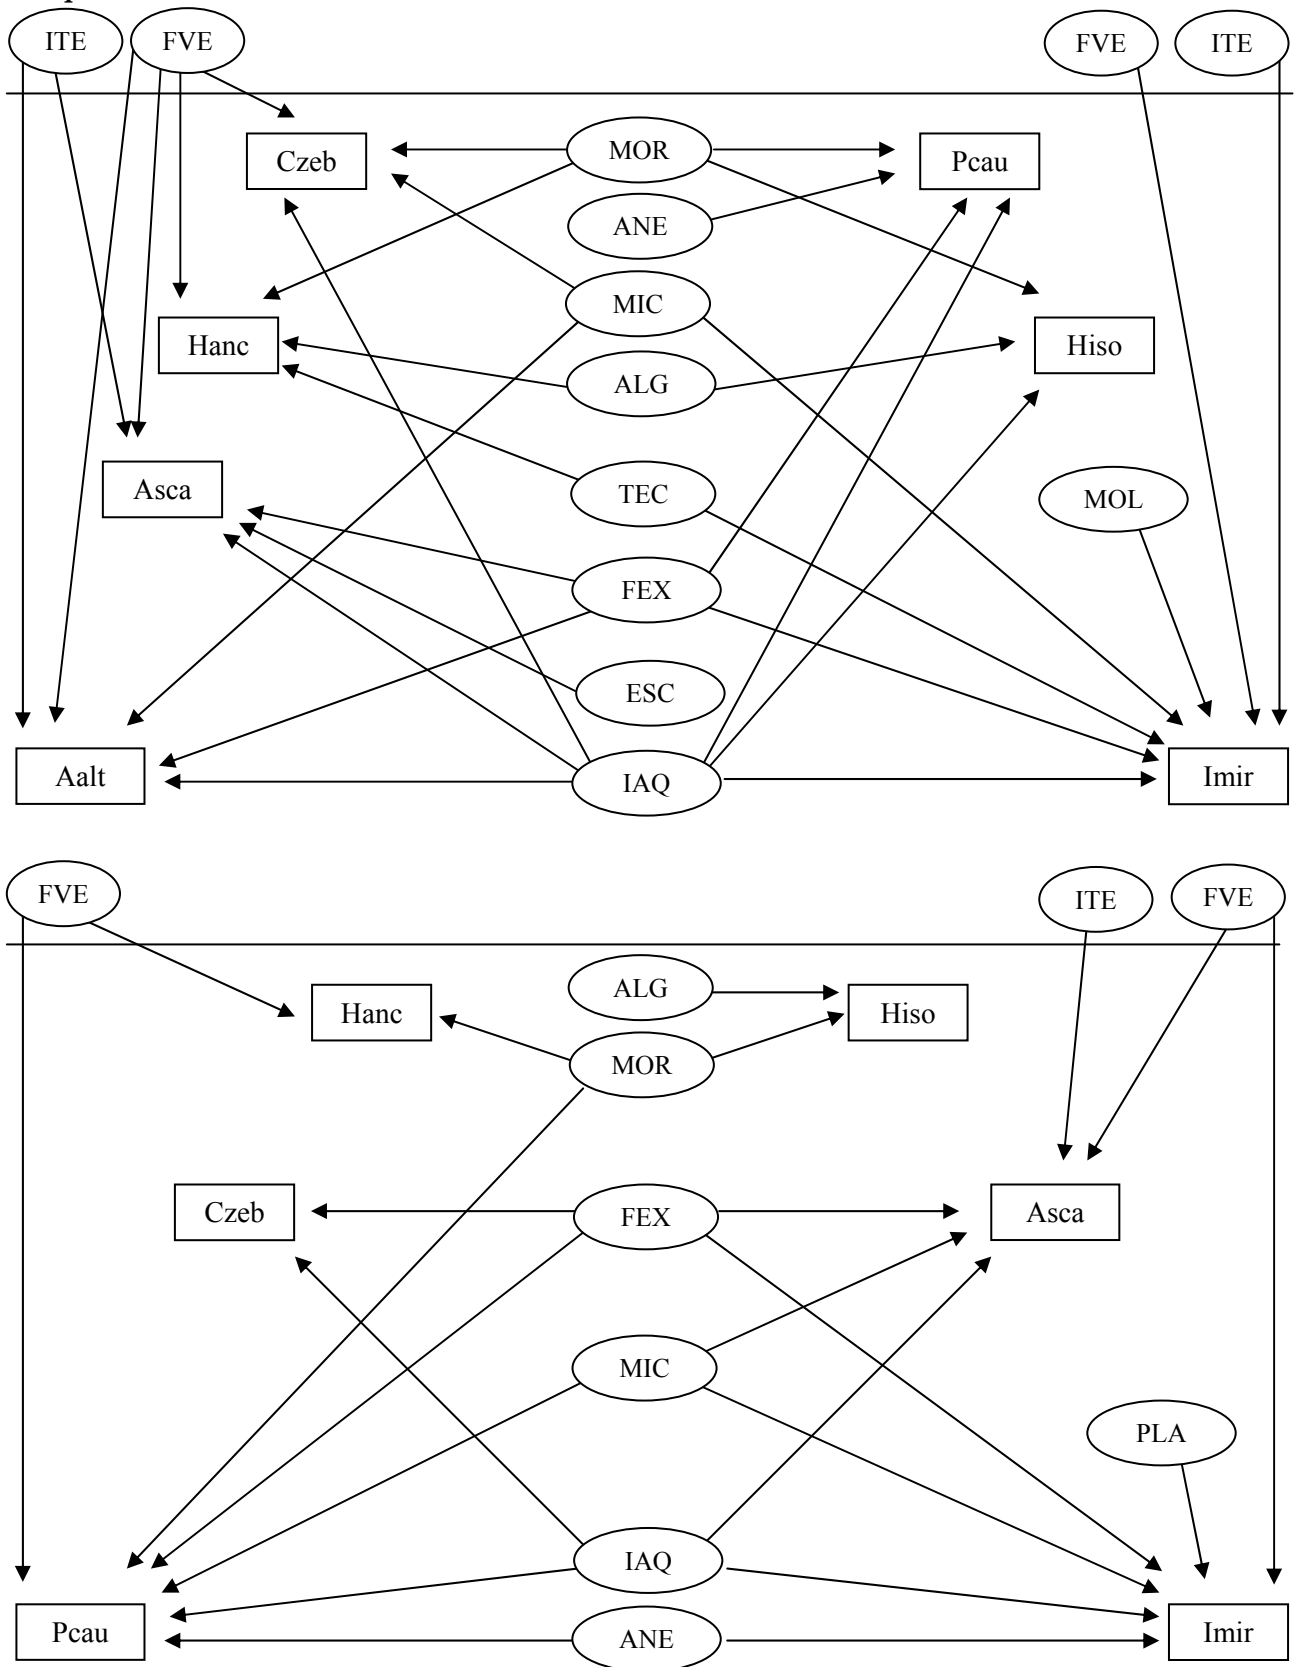 ITE FVE FVE ITE
Czeb MOR Pcau
ANE
MIC
Hanc ALG Hiso
Asca TEC MOL
FEX
ESC
Aalt IAQ Imir
FVE ITE FVE
Hanc ALG Hiso
MOR
Czeb FEX Asca
MIC
PLA
IAQ
Pcau ANE Imir